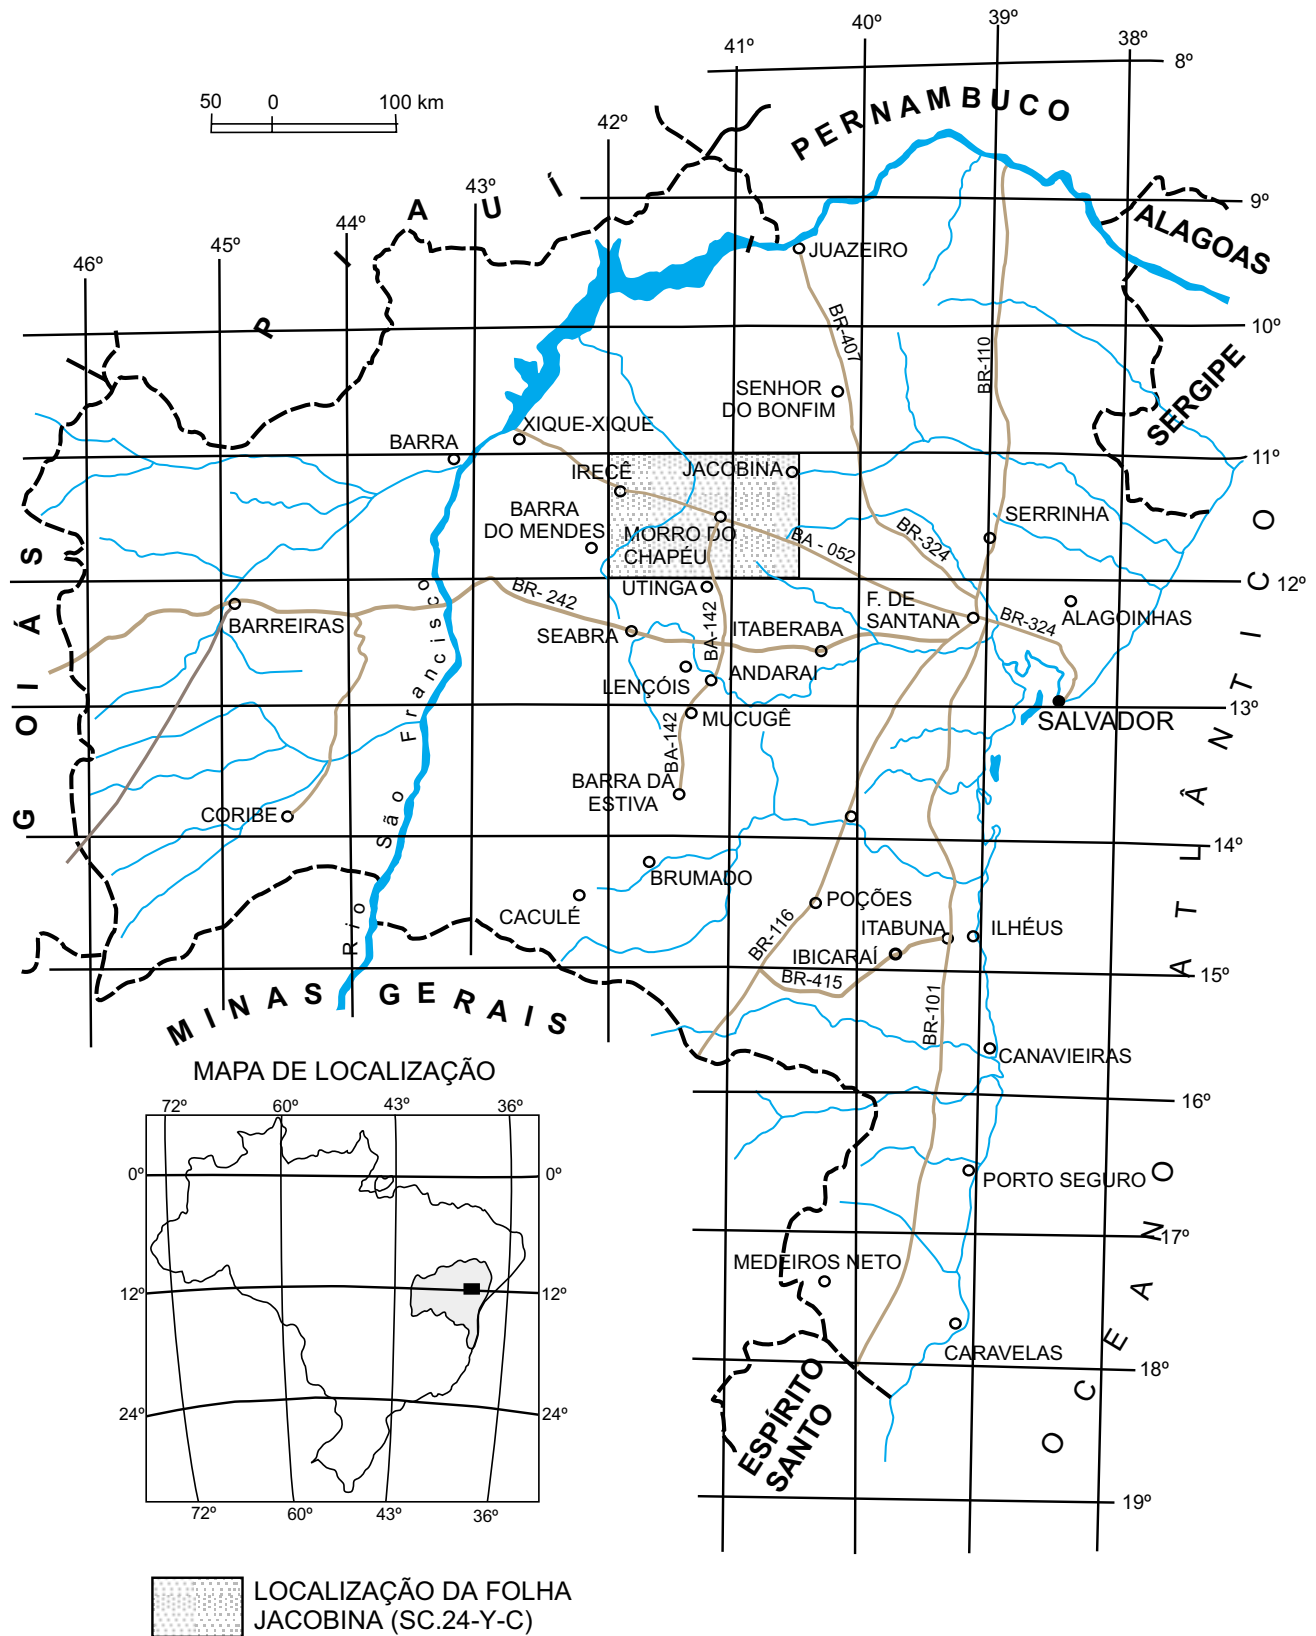 41º
40º
39º
38º
8º
50 0 100 km
42º
43º
44º
45º
46º
PERNAMBUCO
PIAUÍ
9º
ALAGOAS
JUAZEIRO
10º
BR-407
BR-110
SERGIPE
SENHOR
DO BONFIM
XIQUE-XIQUE
BARRA
11º
IRECÊ
JACOBINA
BARRA
DO MENDES
MORRO DO
CHAPÉU
BA - 052
BR-324
SERRINHA
12º
UTINGA
BR- 242
BA-142
F. DE
SANTANA
ALAGOINHAS
BR-324
BARREIRAS
SEABRA
ITABERABA
LENÇÓIS
ANDARAI
MUCUGÊ
13º
SALVADOR
GOIÁS
Rio São Francisco
BA-142
BARRA DA
ESTIVA
CORIBE
14º
BRUMADO
CACULÉ
POÇÕES
BR-116
ITABUNA
ILHÉUS
IBICARAÍ
15º
BR-415
MINAS GERAIS
BR-101
CANAVIEIRAS
16º
PORTO SEGURO
17º
MEDEIROS NETO
CARAVELAS
18º
ESPÍRITO
SANTO
19º
OCEANO ATLÂNTICO
MAPA DE LOCALIZAÇÃO
72º 60º 43º 36º
0º 0º
12º 12º
24º 24º
72º 60º 43º 36º
LOCALIZAÇÃO DA FOLHA
JACOBINA (SC.24-Y-C)